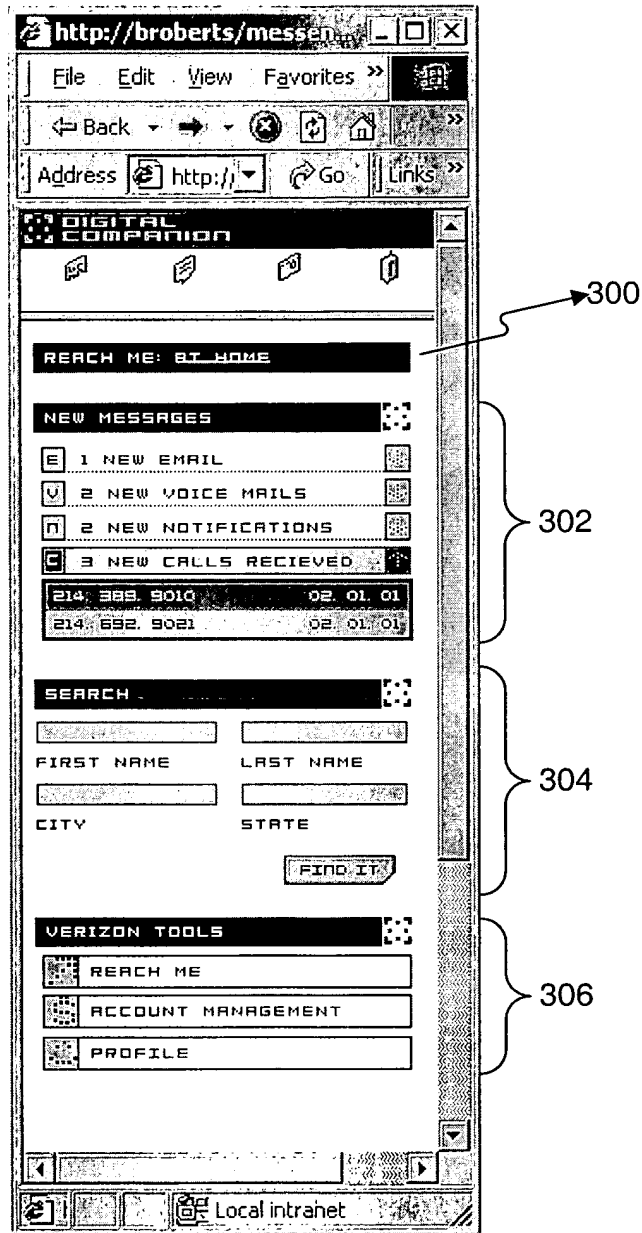 http://broberts/messen...
File Edit View Favorites »
Back »
Address http:/ Go Links »
DIGITAL
COMPANION
300
REACH ME: AT HOME
NEW MESSAGES
E 1 NEW EMAIL
V 2 NEW VOICE MAILS
N 2 NEW NOTIFICATIONS
302
C 3 NEW CALLS RECIEVED
214. 389. 9010 02. 01. 01
214. 692. 9021 02. 01. 01
SEARCH
FIRST NAME LAST NAME
304
CITY STATE
FIND IT
VERIZON TOOLS
REACH ME
306
ACCOUNT MANAGEMENT
PROFILE
Local intranet